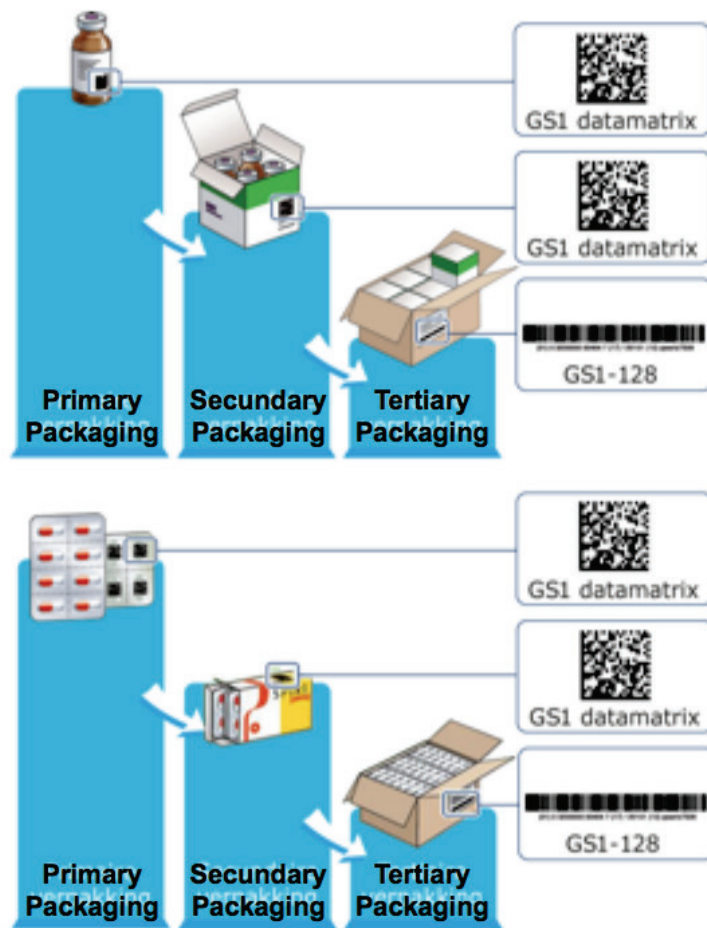 GS1 datamatrix
GS1 datamatrix
GS1-128
Primary
Packaging
Secundary
Packaging
Tertiary
Packaging
GS1 datamatrix
GS1 datamatrix
GS1-128
Primary
Packaging
Secundary
Packaging
Tertiary
Packaging